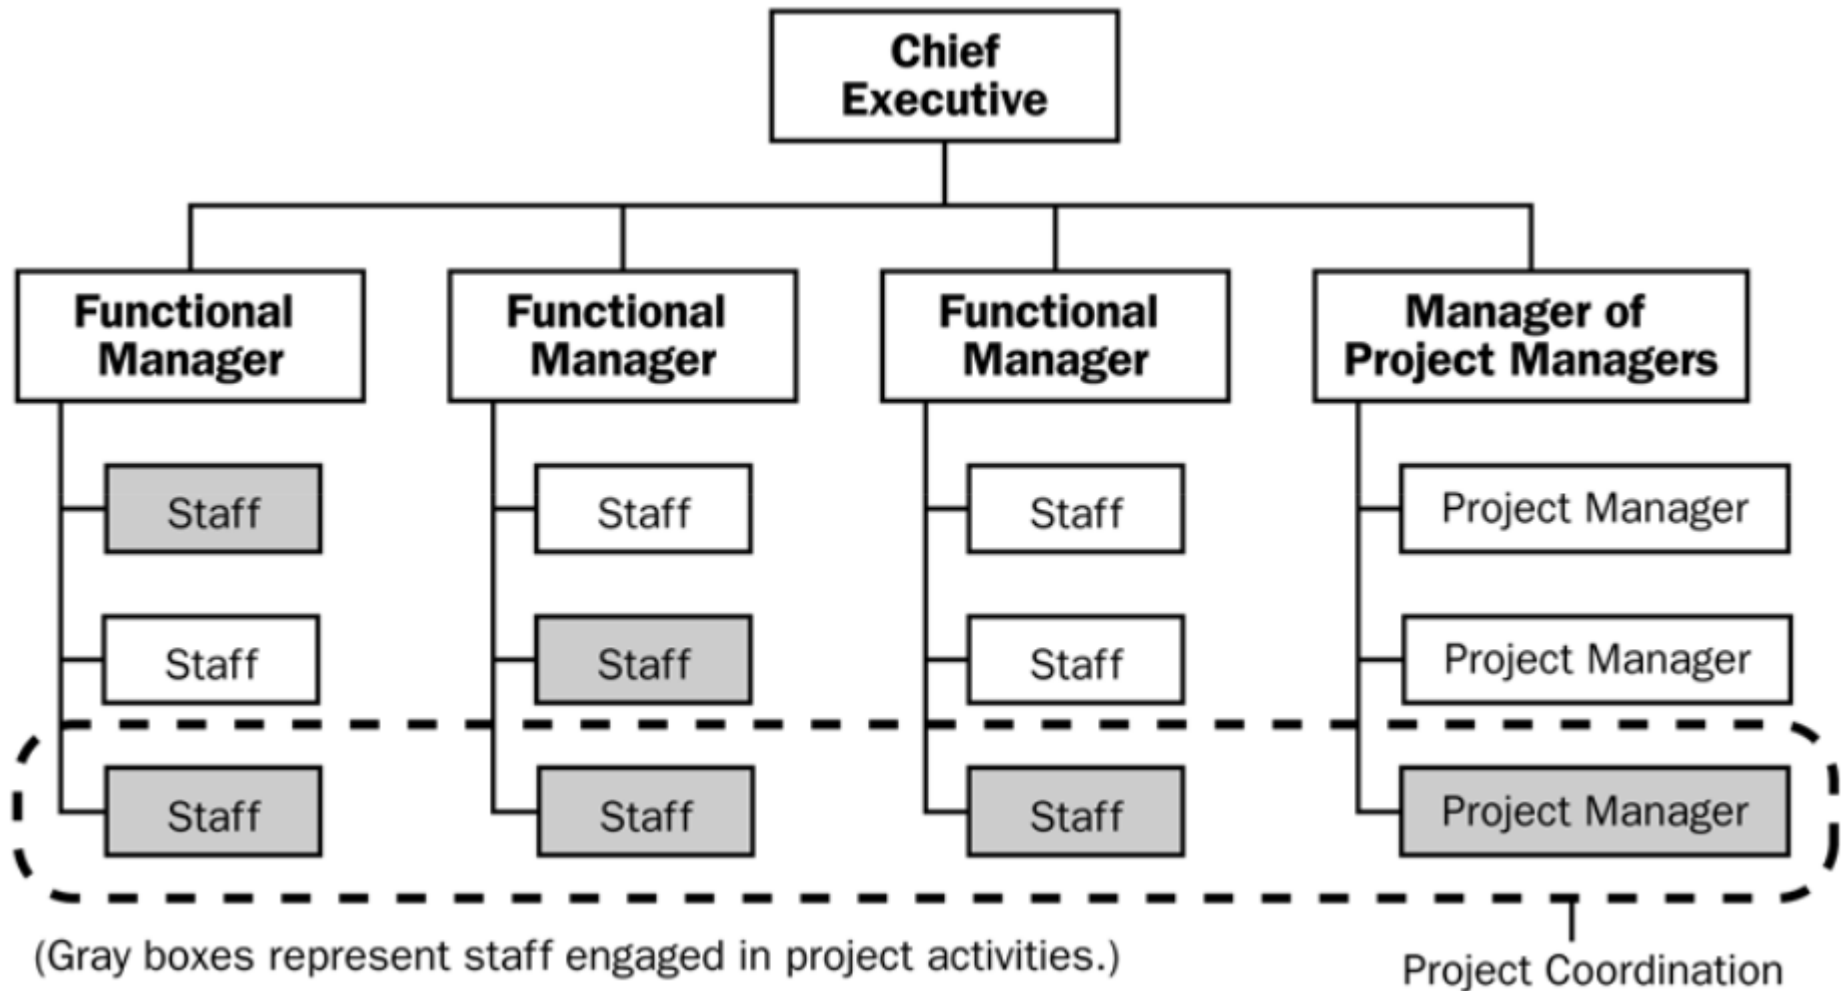 Chief
Executive
Functional
Manager
Functional
Manager
Functional
Manager
Manager of
Project Managers
Staff
Staff
Staff
Project Manager
Staff
Staff
Staff
Project Manager
Staff
Staff
Staff
Project Manager
(Gray boxes represent staff engaged in project activities.)
Project Coordination